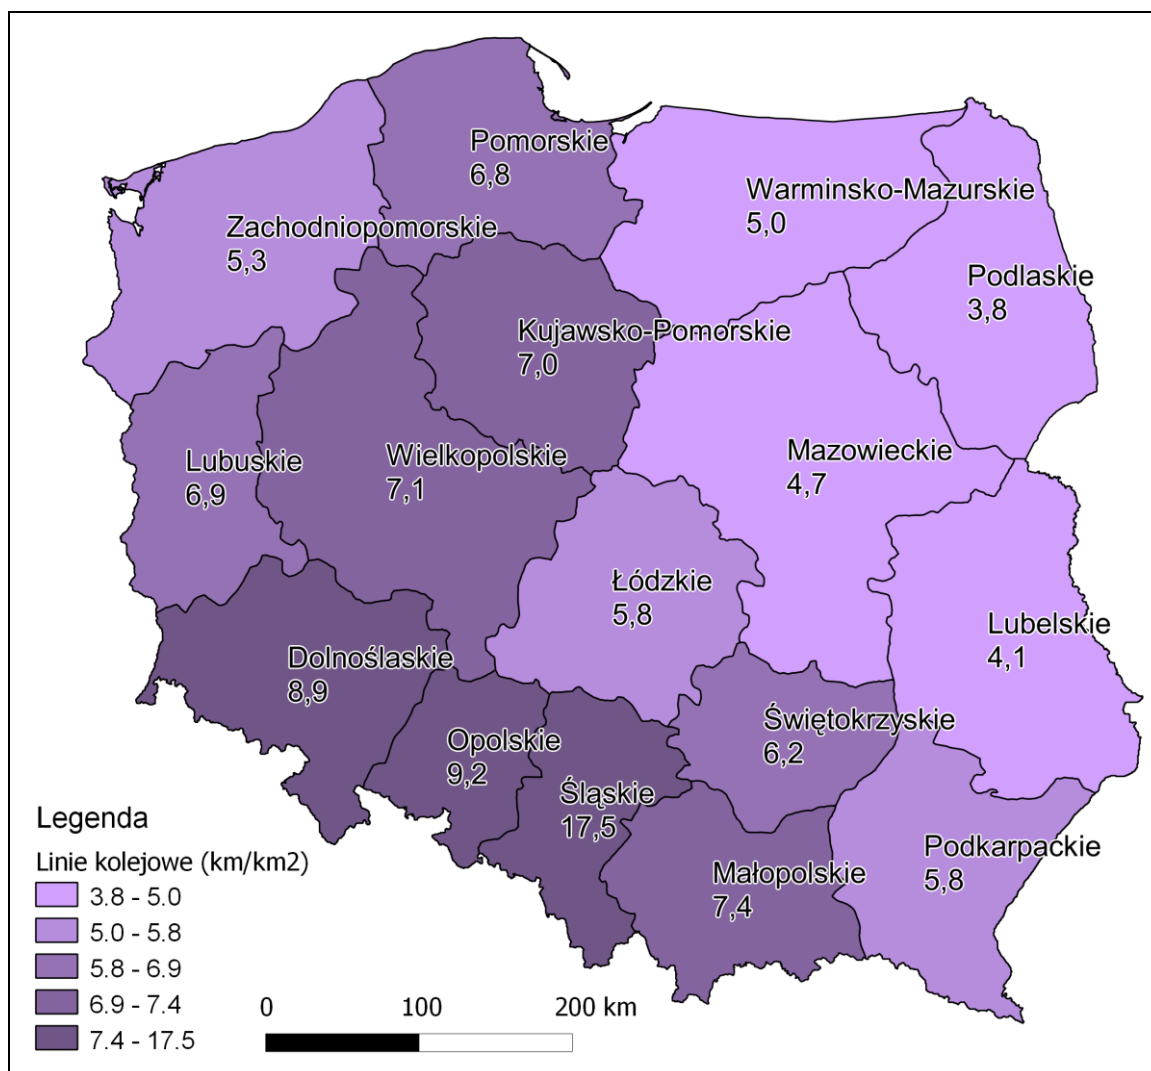 Pomorskie
6,8
Warminsko-Mazurskie
5,0
Zachodniopomorskie
5,3
Podlaskie
3,8
Kujawsko-Pomorskie
7,0
Mazowieckie
4,7
Wielkopolskie
7,1
Lubuskie
6,9
Łódzkie
5,8
Lubelskie
4,1
Dolnoślaskie
8,9
Świętokrzyskie
6,2
Opolskie
9,2
Śląskie
17,5
Podkarpackie
5,8
Małopolskie
7,4
Legenda
Linie kolejowe (km/km2)
3.8 - 5.0
5.0 - 5.8
5.8 - 6.9
6.9 - 7.4
7.4 - 17.5
0 100 200 km